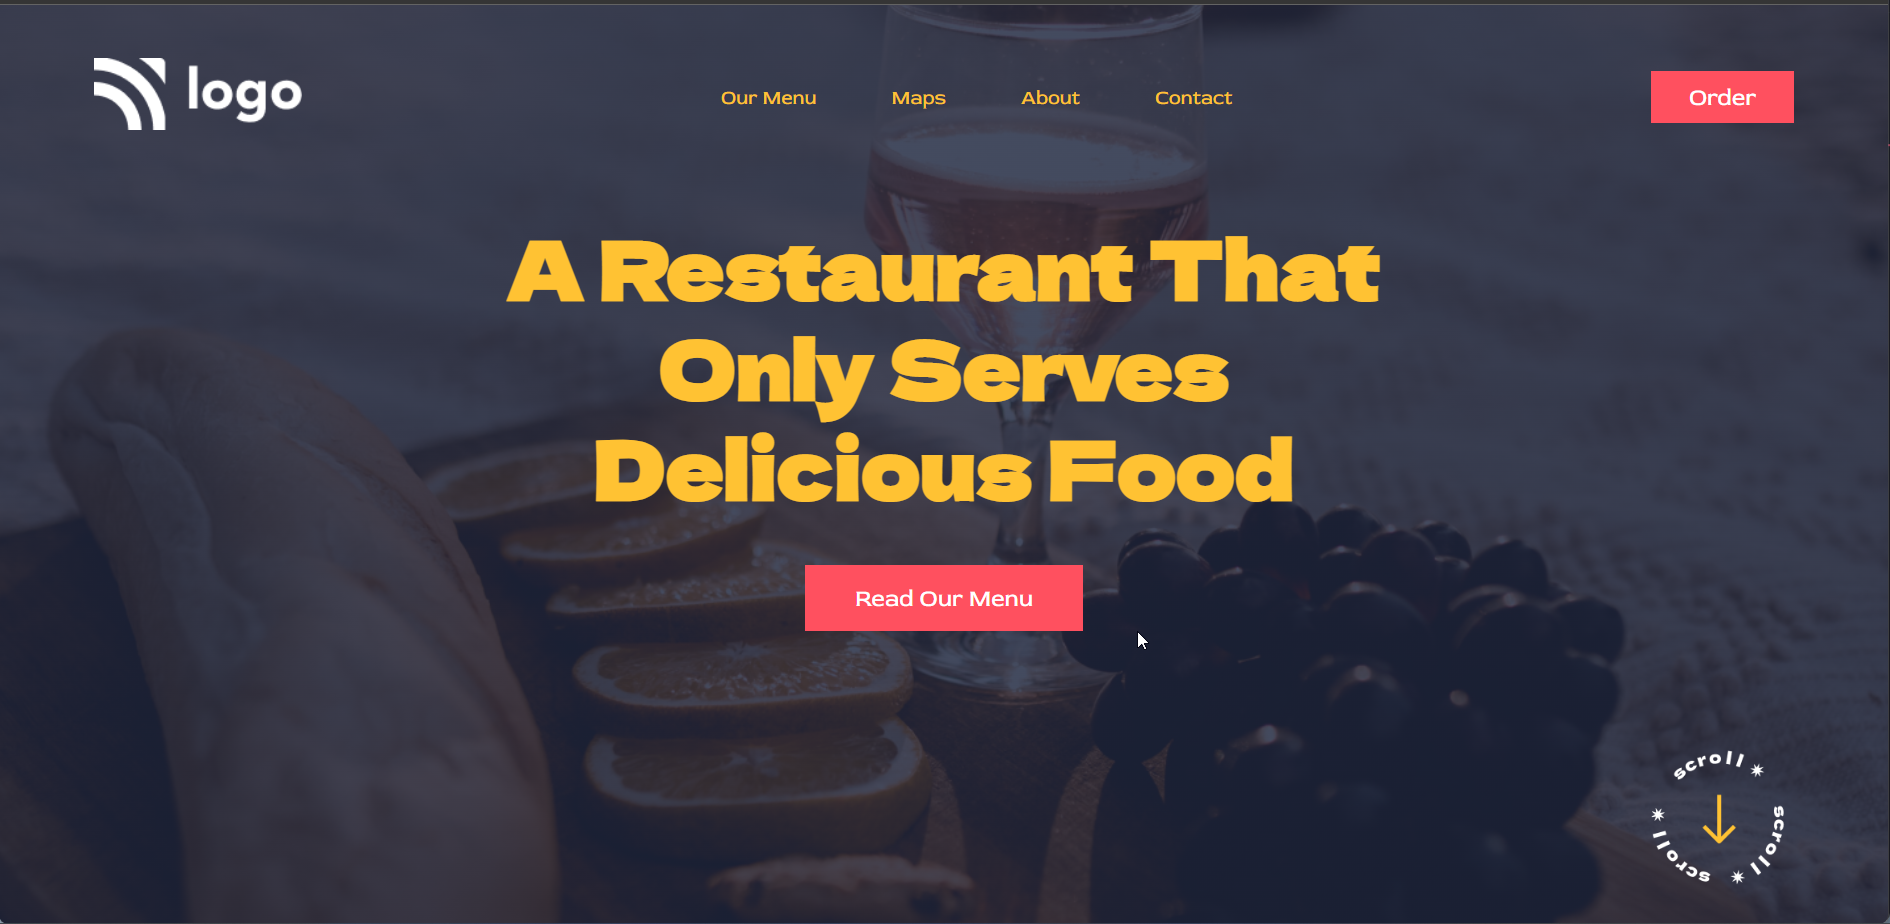 logo
Our Menu
Maps
About
Contact
Order
A Restaurant That
Only Serves
Delicious Food
Read Our Menu
scroll ✷ scroll ✷ scroll ✷